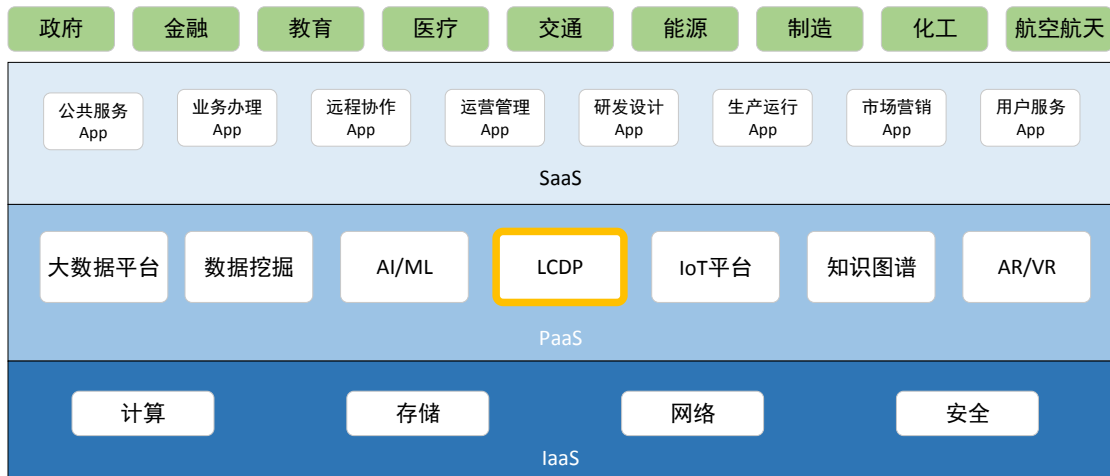 政府
金融
教育
医疗
交通
能源
制造
化工
航空航天
公共服务
App
业务办理
App
远程协作
App
运营管理
App
研发设计
App
生产运行
App
市场营销
App
用户服务
App
SaaS
大数据平台
数据挖掘
AI/ML
LCDP
IoT平台
知识图谱
AR/VR
PaaS
计算
存储
网络
安全
IaaS